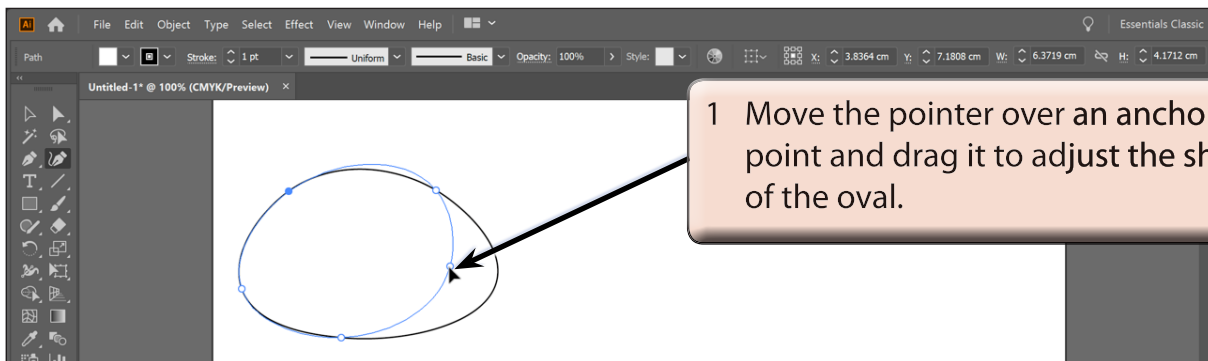 Ai File Edit Object Type Select Effect View Window Help Essentials Classic
Path Stroke: 1 pt Uniform Basic Opacity: 100% Style: X: 3.8364 cm Y: 7.1808 cm W: 6.3719 cm H: 4.1712 cm
Untitled-1* @ 100% (CMYK/Preview) ×
1 Move the pointer over an ancho
point and drag it to adjust the sh
of the oval.